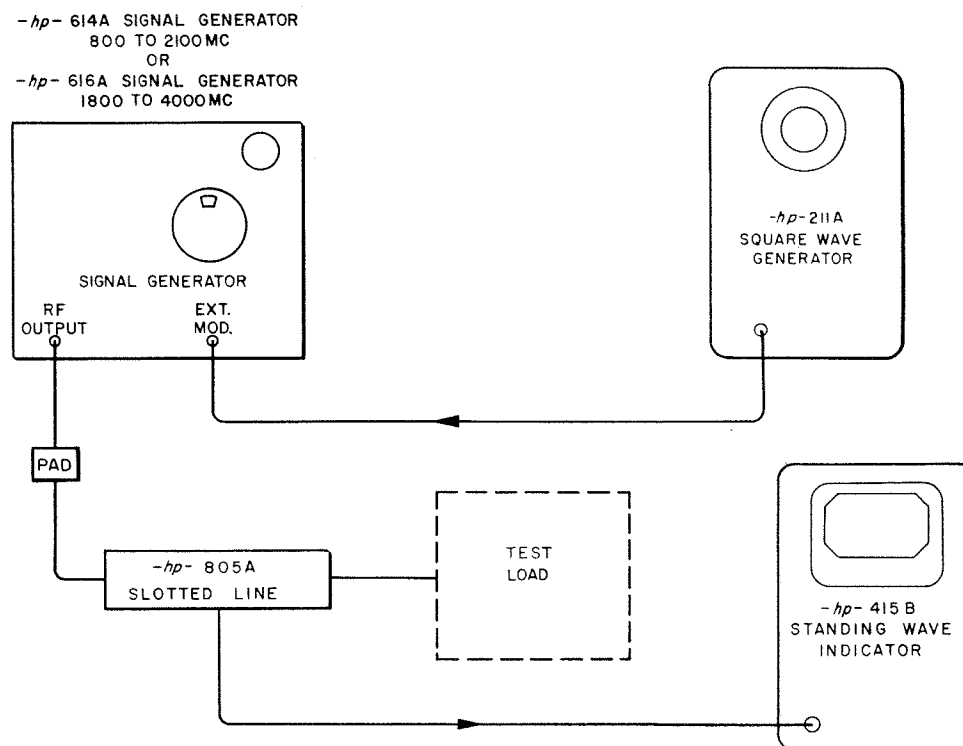 -hp- 614A SIGNAL GENERATOR
800 TO 2100MC
OR
-hp- 616A SIGNAL GENERATOR
1800 TO 4000MC
SIGNAL GENERATOR
RF
OUTPUT
EXT.
MOD.
-hp-211A
SQUARE WAVE
GENERATOR
PAD
-hp- 805A
SLOTTED LINE
TEST
LOAD
-hp- 415B
STANDING WAVE
INDICATOR